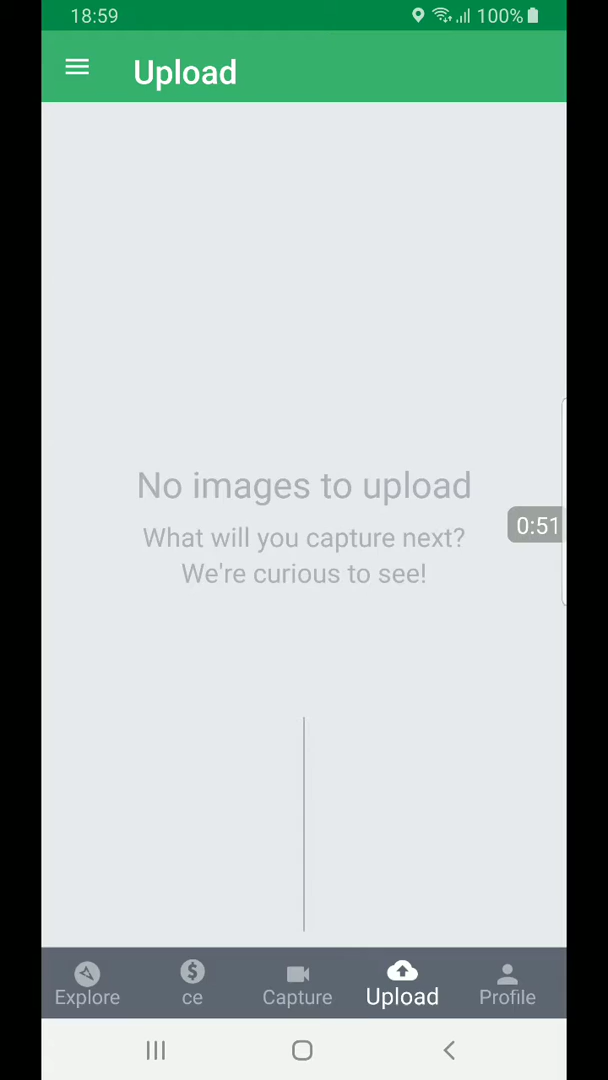 18:59
100%
Upload
No images to upload
What will you capture next?
We're curious to see!
0:51
Explore
ce
Capture
Upload
Profile